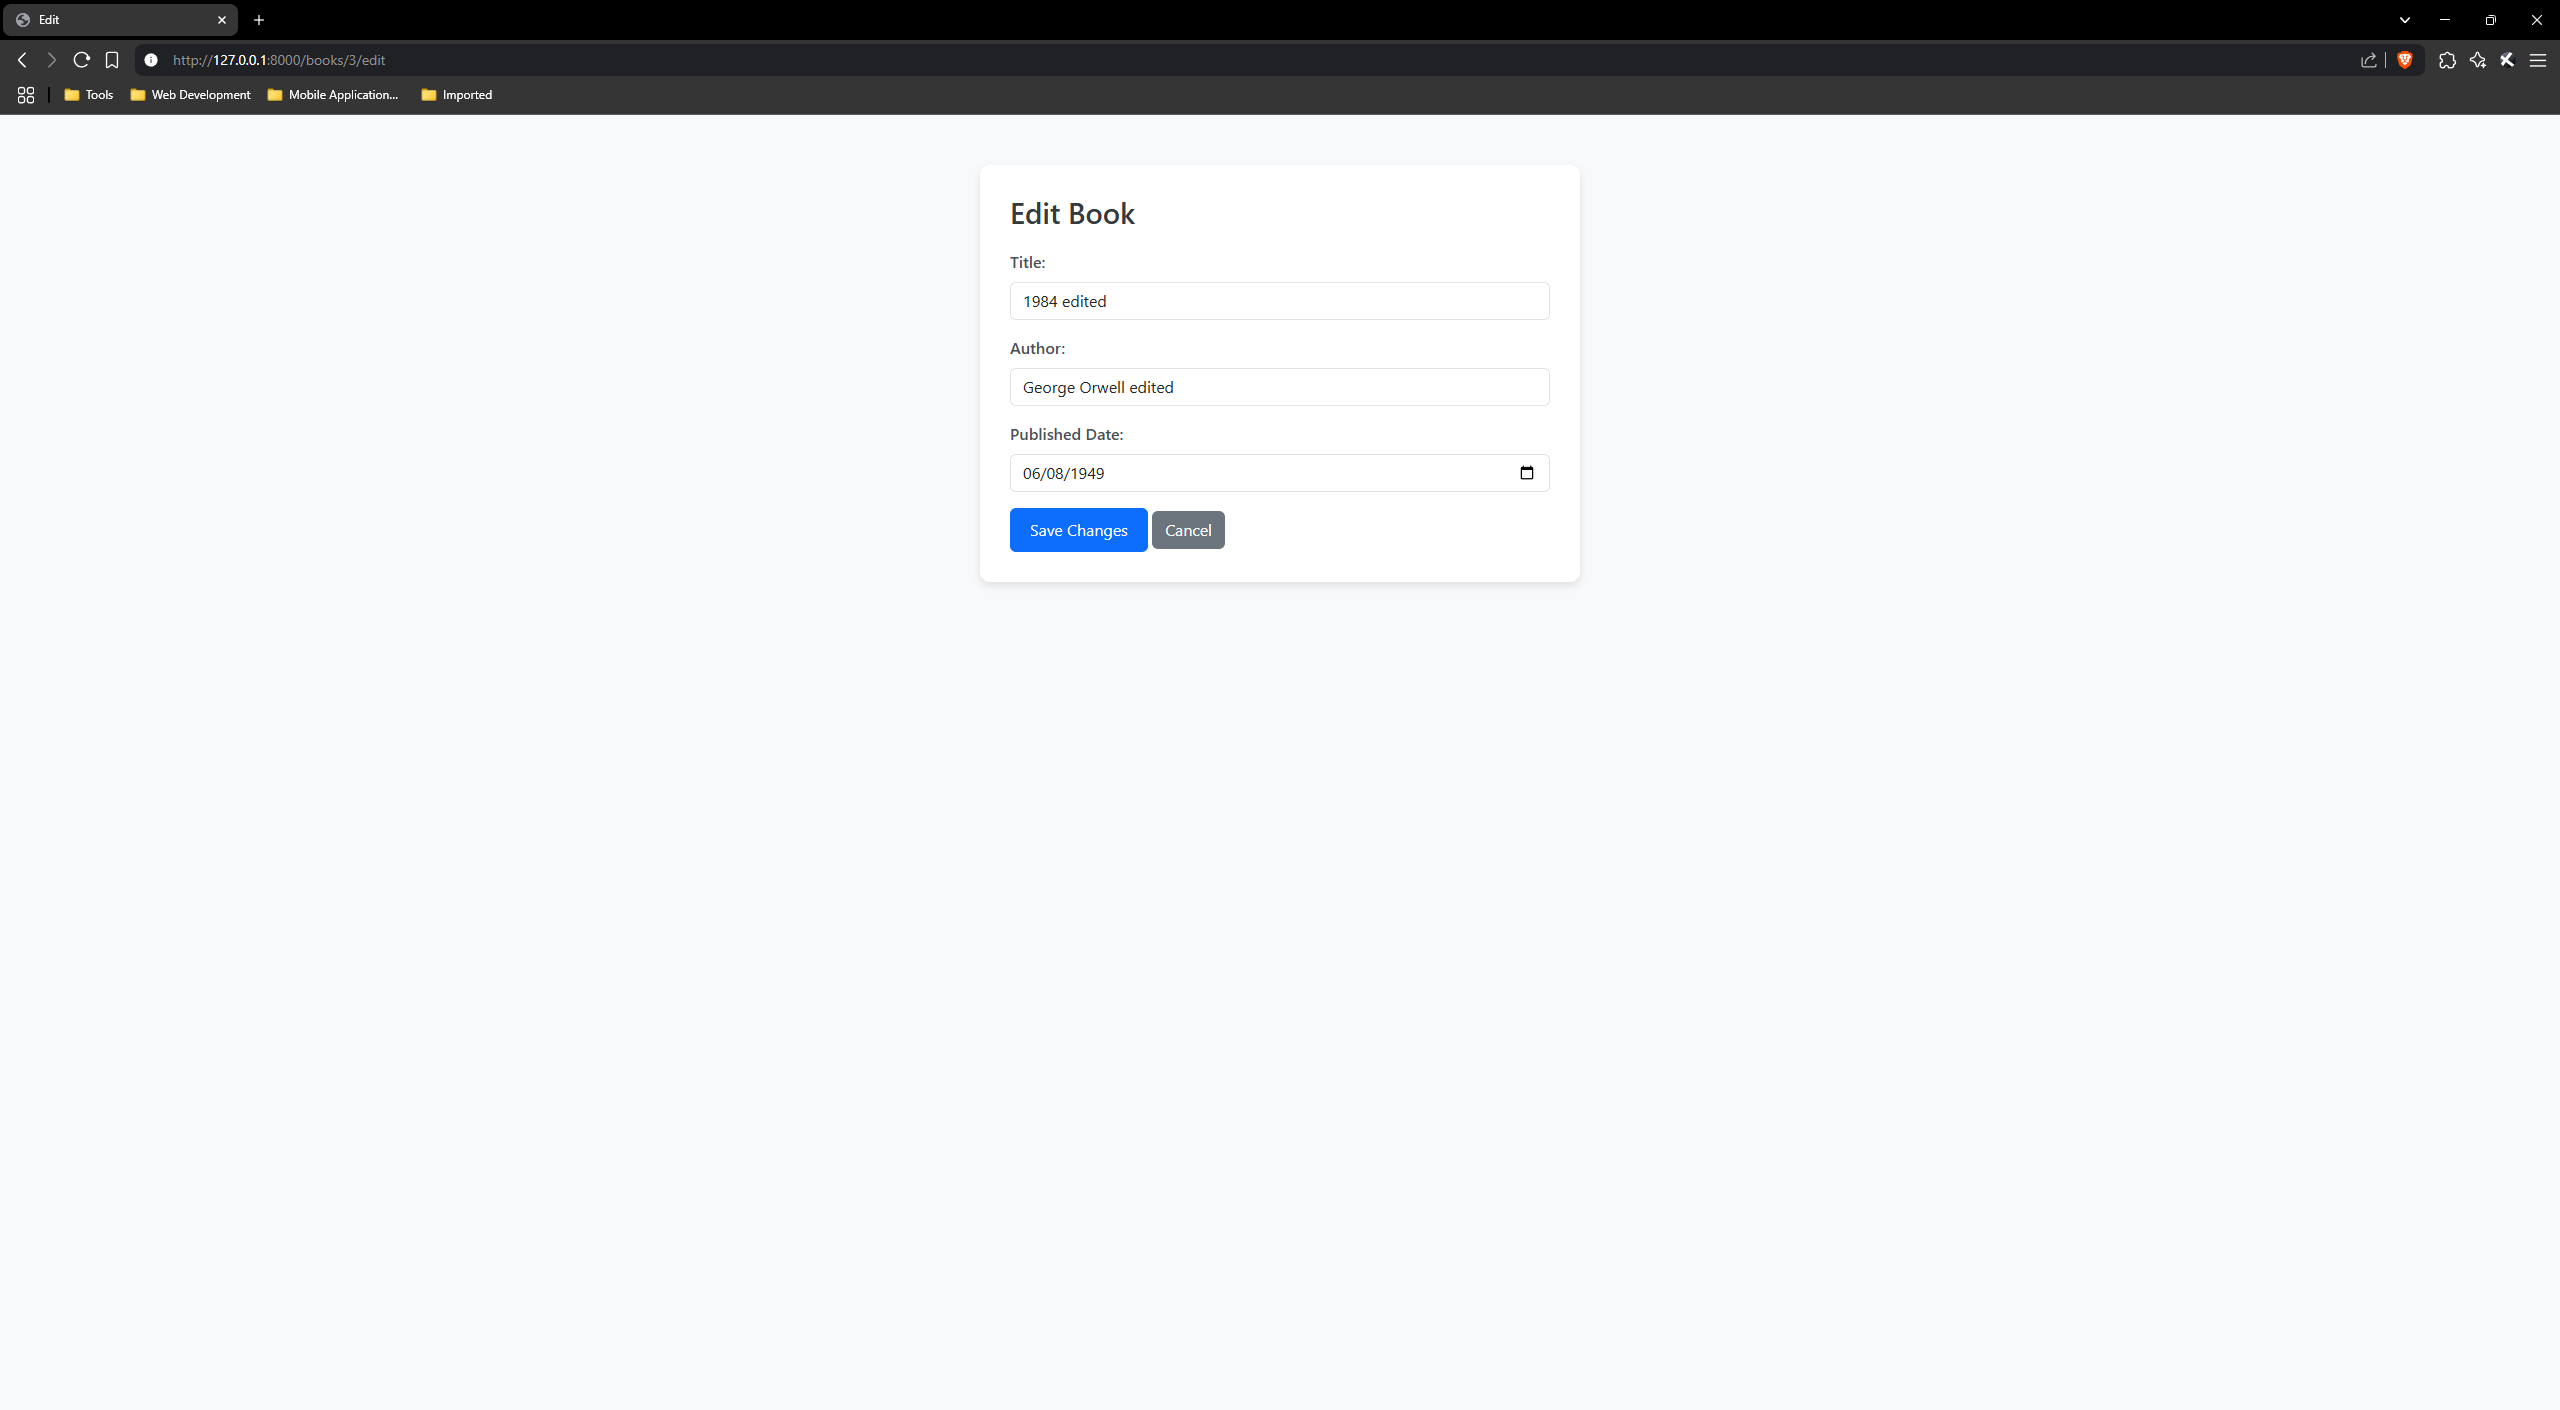 Edit
http://127.0.0.1:8000/books/3/edit
Tools Web Development Mobile Application... Imported
Edit Book
Title:
1984 edited
Author:
George Orwell edited
Published Date:
06/08/1949
Save Changes Cancel